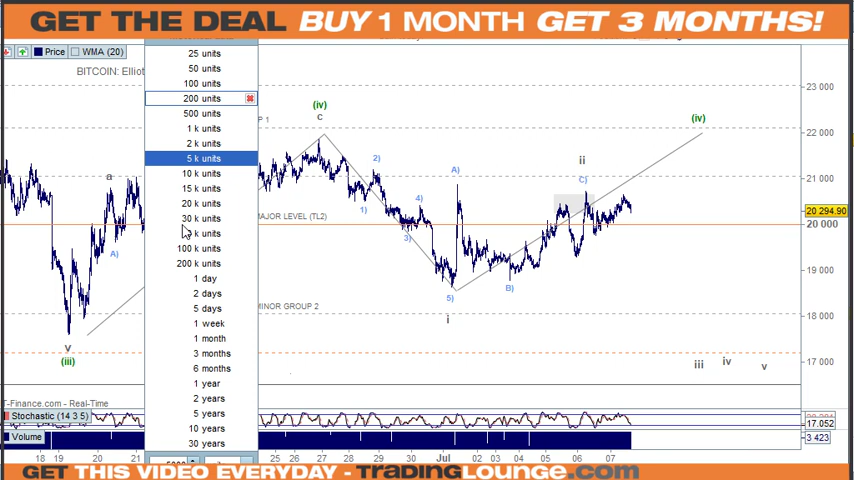 GET THE DEAL BUY 1 MONTH GET 3 MONTHS!
Price
WMA (20)
BITCOIN: Elliot
25 units
50 units
100 units
200 units
500 units
1 k units
2 k units
5 k units
10 k units
15 k units
20 k units
30 k units
k units
100 k units
200 k units
1 day
2 days
5 days
1 week
1 month
3 months
6 months
1 year
2 years
5 years
10 years
30 years
P 1
MAJOR LEVEL (TL2)
MINOR GROUP 2
a
A)
v
(iii)
(iv)
c
2)
1)
4)
3)
5)
i
A)
B)
ii
C)
(iv)
iii
iv
v
23 000
22 000
21 000
20 294.90
20 000
19 000
18 000
17 000
T-Finance.com - Real-Time
Stochastic (14 3 5)
17.052
Volume
3 423
18 19 20 21 25 26 27 28 29 30 Jul 02 03 04 05 06 07
GET THIS VIDEO EVERYDAY - TRADINGLOUNGE.com